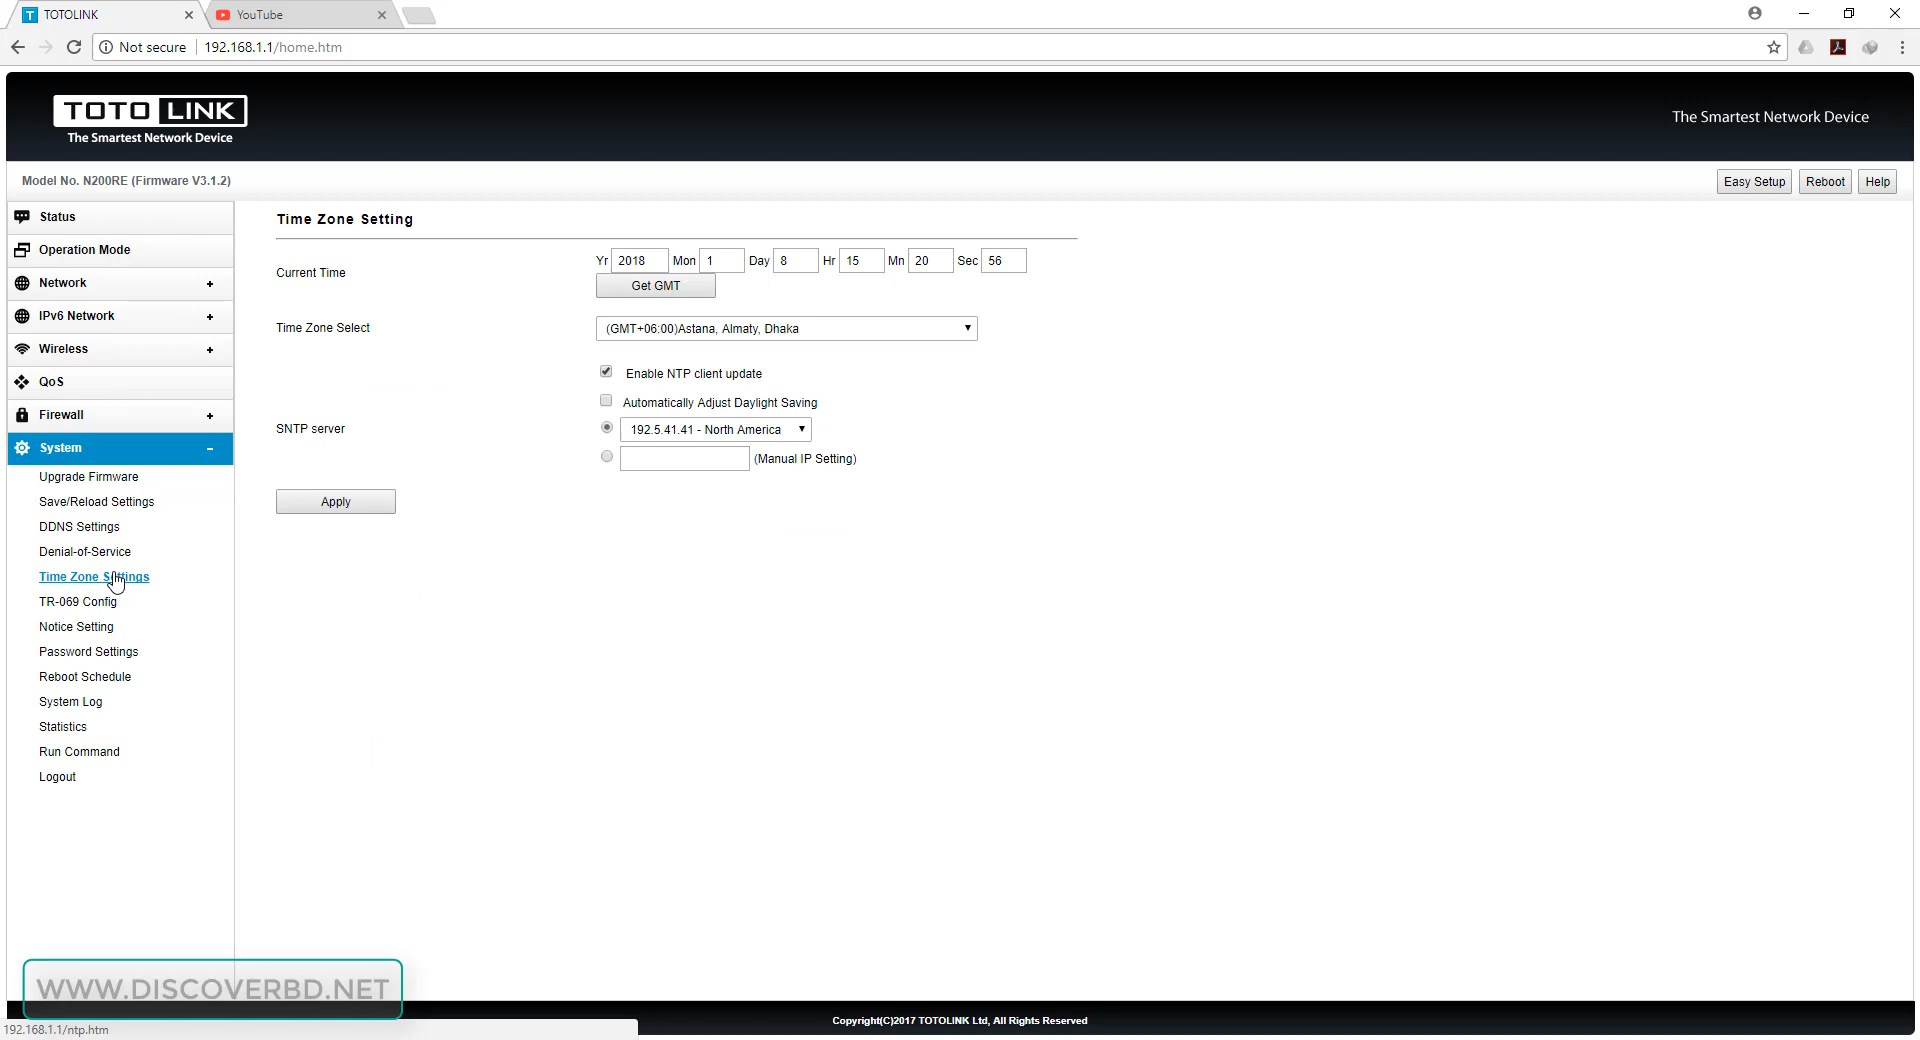 TOTOLINK
YouTube
Not secure | 192.168.1.1/home.htm
TOTO LINK
The Smartest Network Device
The Smartest Network Device
Model No. N200RE (Firmware V3.1.2)
Easy Setup Reboot Help
Status
Operation Mode
Network +
IPv6 Network +
Wireless +
QoS
Firewall +
System -
Upgrade Firmware
Save/Reload Settings
DDNS Settings
Denial-of-Service
Time Zone Settings
TR-069 Config
Notice Setting
Password Settings
Reboot Schedule
System Log
Statistics
Run Command
Logout
Time Zone Setting
Current Time Yr 2018 Mon 1 Day 8 Hr 15 Mn 20 Sec 56
Get GMT
Time Zone Select (GMT+06:00)Astana, Almaty, Dhaka
Enable NTP client update
Automatically Adjust Daylight Saving
SNTP server 192.5.41.41 - North America
(Manual IP Setting)
Apply
WWW.DISCOVERBD.NET
Copyright(C)2017 TOTOLINK Ltd, All Rights Reserved
192.168.1.1/ntp.htm